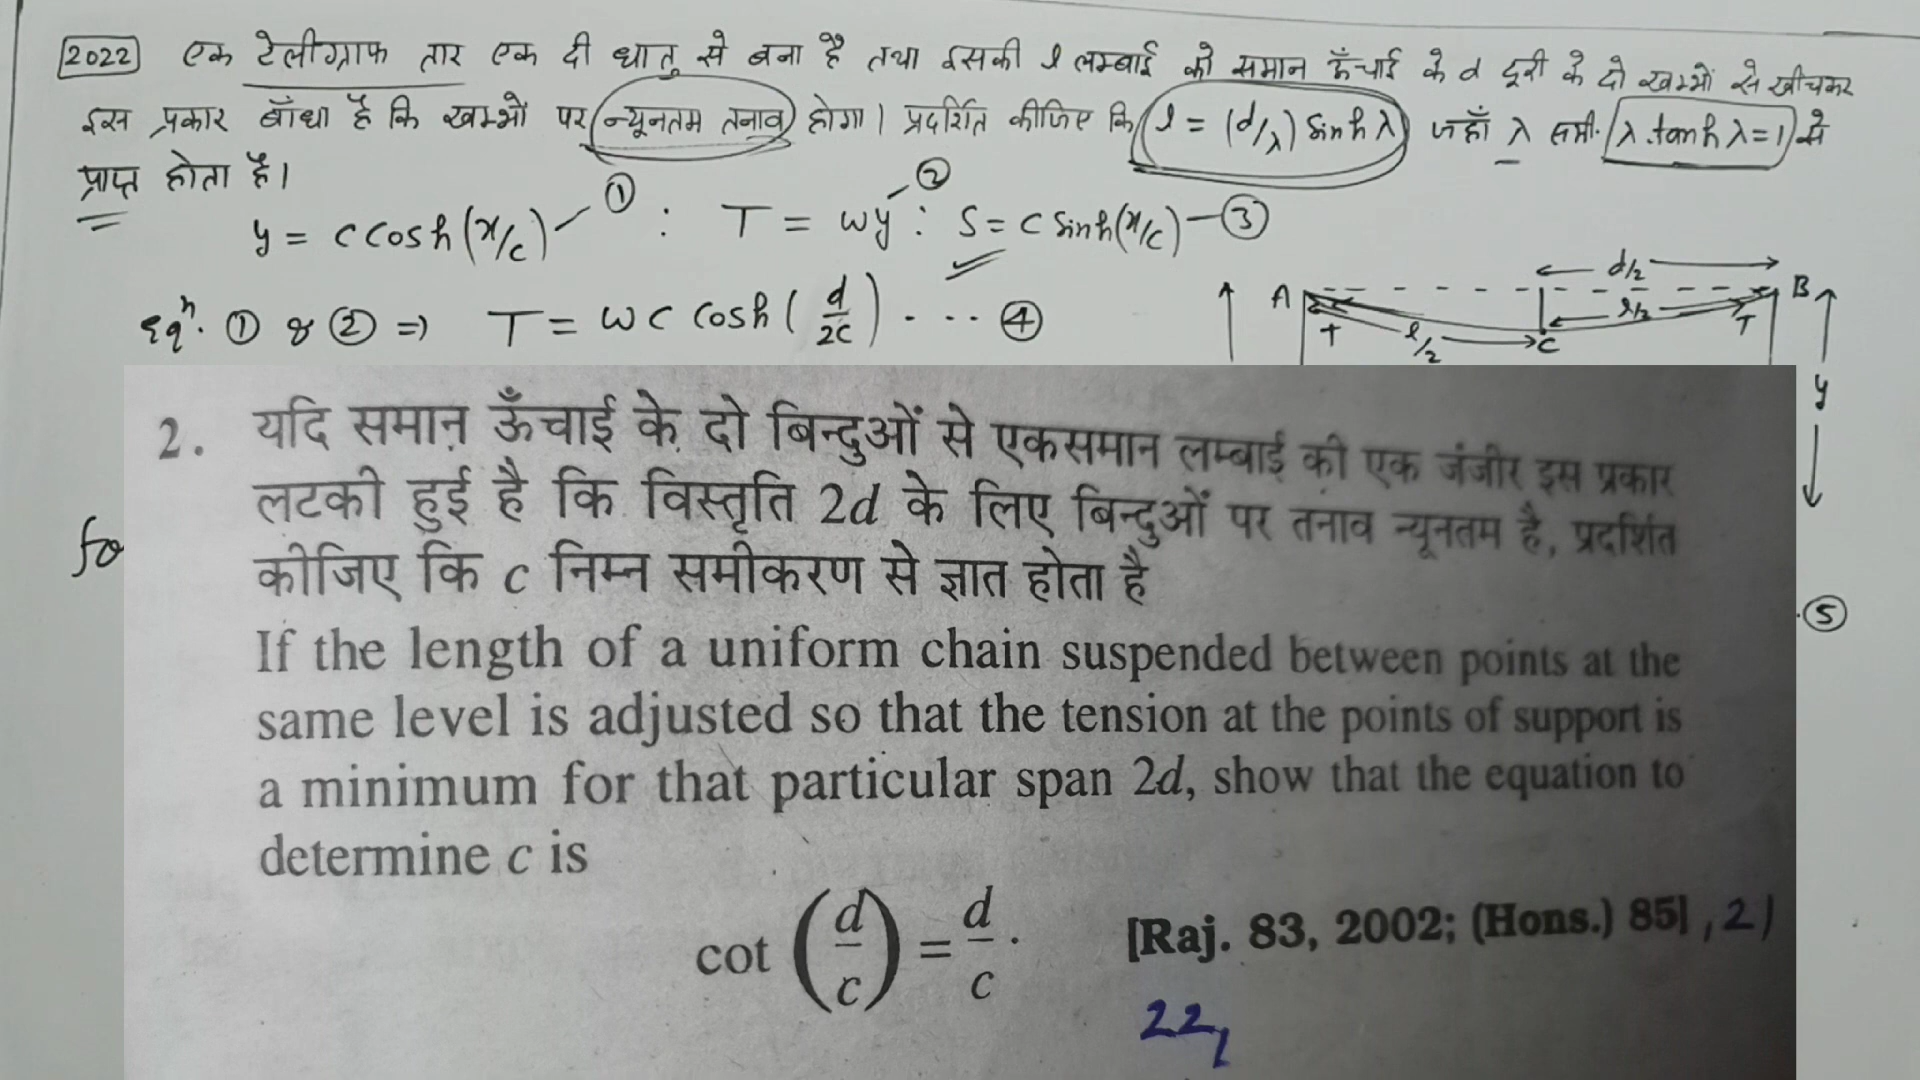 2022 एक टेलीग्राफ तार एक ही धातु से बना है तथा इसकी l लम्बाई को समान ऊँचाई के d दूरी के दो खम्भों से खींचकर
इस प्रकार बाँधा है कि खम्भों पर न्यूनतम तनाव होगा। प्रदर्शित कीजिए कि l = (d/λ) Sinh λ जहाँ λ समी. λ.tanh λ=1 से
प्राप्त होता है।
y = c Cosh(x/c) — ① : T = wy — ② : S = c Sinh(x/c) — ③
eqⁿ. ① & ② => T = wc Cosh(d/2c) .... ④
A d/2 B
T l/2 C l/2 T
y
fo
⑤
2. यदि समान ऊँचाई के दो बिन्दुओं से एकसमान लम्बाई की एक जंजीर इस प्रकार
लटकी हुई है कि विस्तृति 2d के लिए बिन्दुओं पर तनाव न्यूनतम है, प्रदर्शित
कीजिए कि c निम्न समीकरण से ज्ञात होता है
If the length of a uniform chain suspended between points at the
same level is adjusted so that the tension at the points of support is
a minimum for that particular span 2d, show that the equation to
determine c is
cot (d/c) = d/c. [Raj. 83, 2002; (Hons.) 85], 21
22,